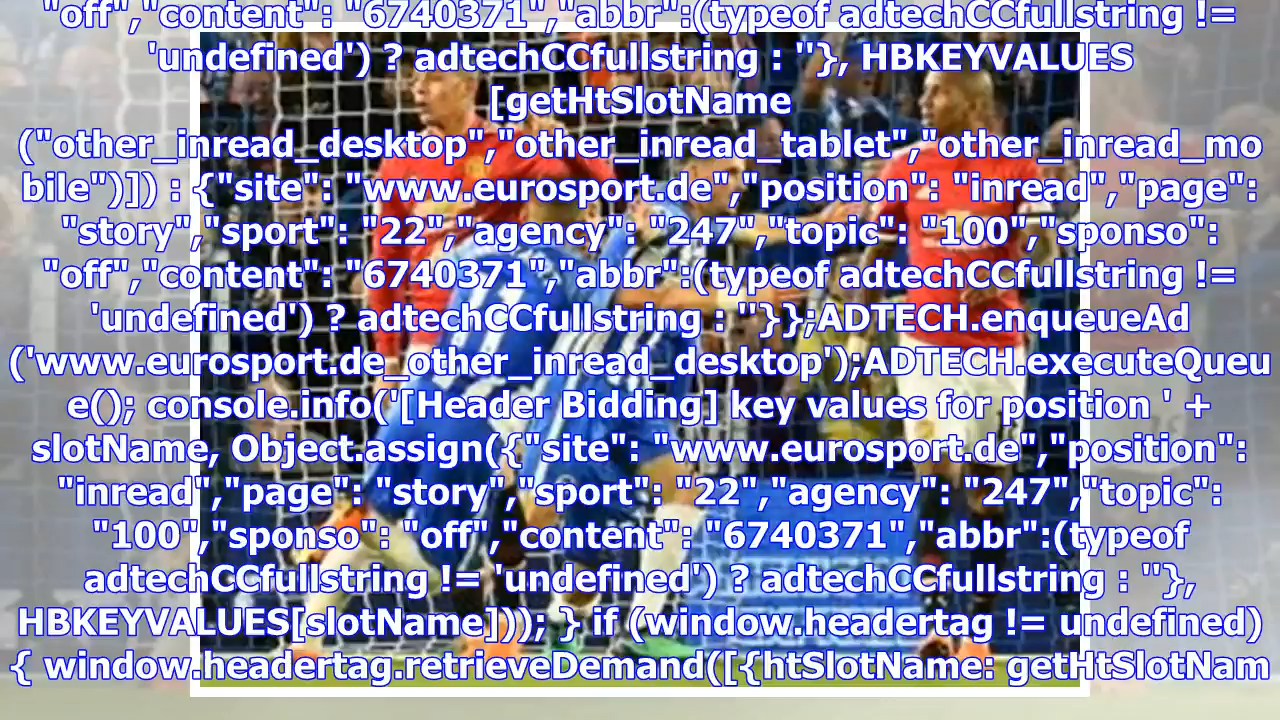 "off","content": "6740371","abbr":(typeof adtechCCfullstring !=
'undefined') ? adtechCCfullstring : ''}, HBKEYVALUES
[getHtSlotName
("other_inread_desktop","other_inread_tablet","other_inread_mo
bile")]) : {"site": "www.eurosport.de","position": "inread","page":
"story","sport": "22","agency": "247","topic": "100","sponso":
"off","content": "6740371","abbr":(typeof adtechCCfullstring !=
'undefined') ? adtechCCfullstring : ''}};ADTECH.enqueueAd
('www.eurosport.de_other_inread_desktop');ADTECH.executeQueu
e(); console.info('[Header Bidding] key values for position ' +
slotName, Object.assign({"site": "www.eurosport.de","position":
"inread","page": "story","sport": "22","agency": "247","topic":
"100","sponso": "off","content": "6740371","abbr":(typeof
adtechCCfullstring != 'undefined') ? adtechCCfullstring : ''},
HBKEYVALUES[slotName])); } if (window.headertag != undefined)
{ window.headertag.retrieveDemand([{htSlotName: getHtSlotNam